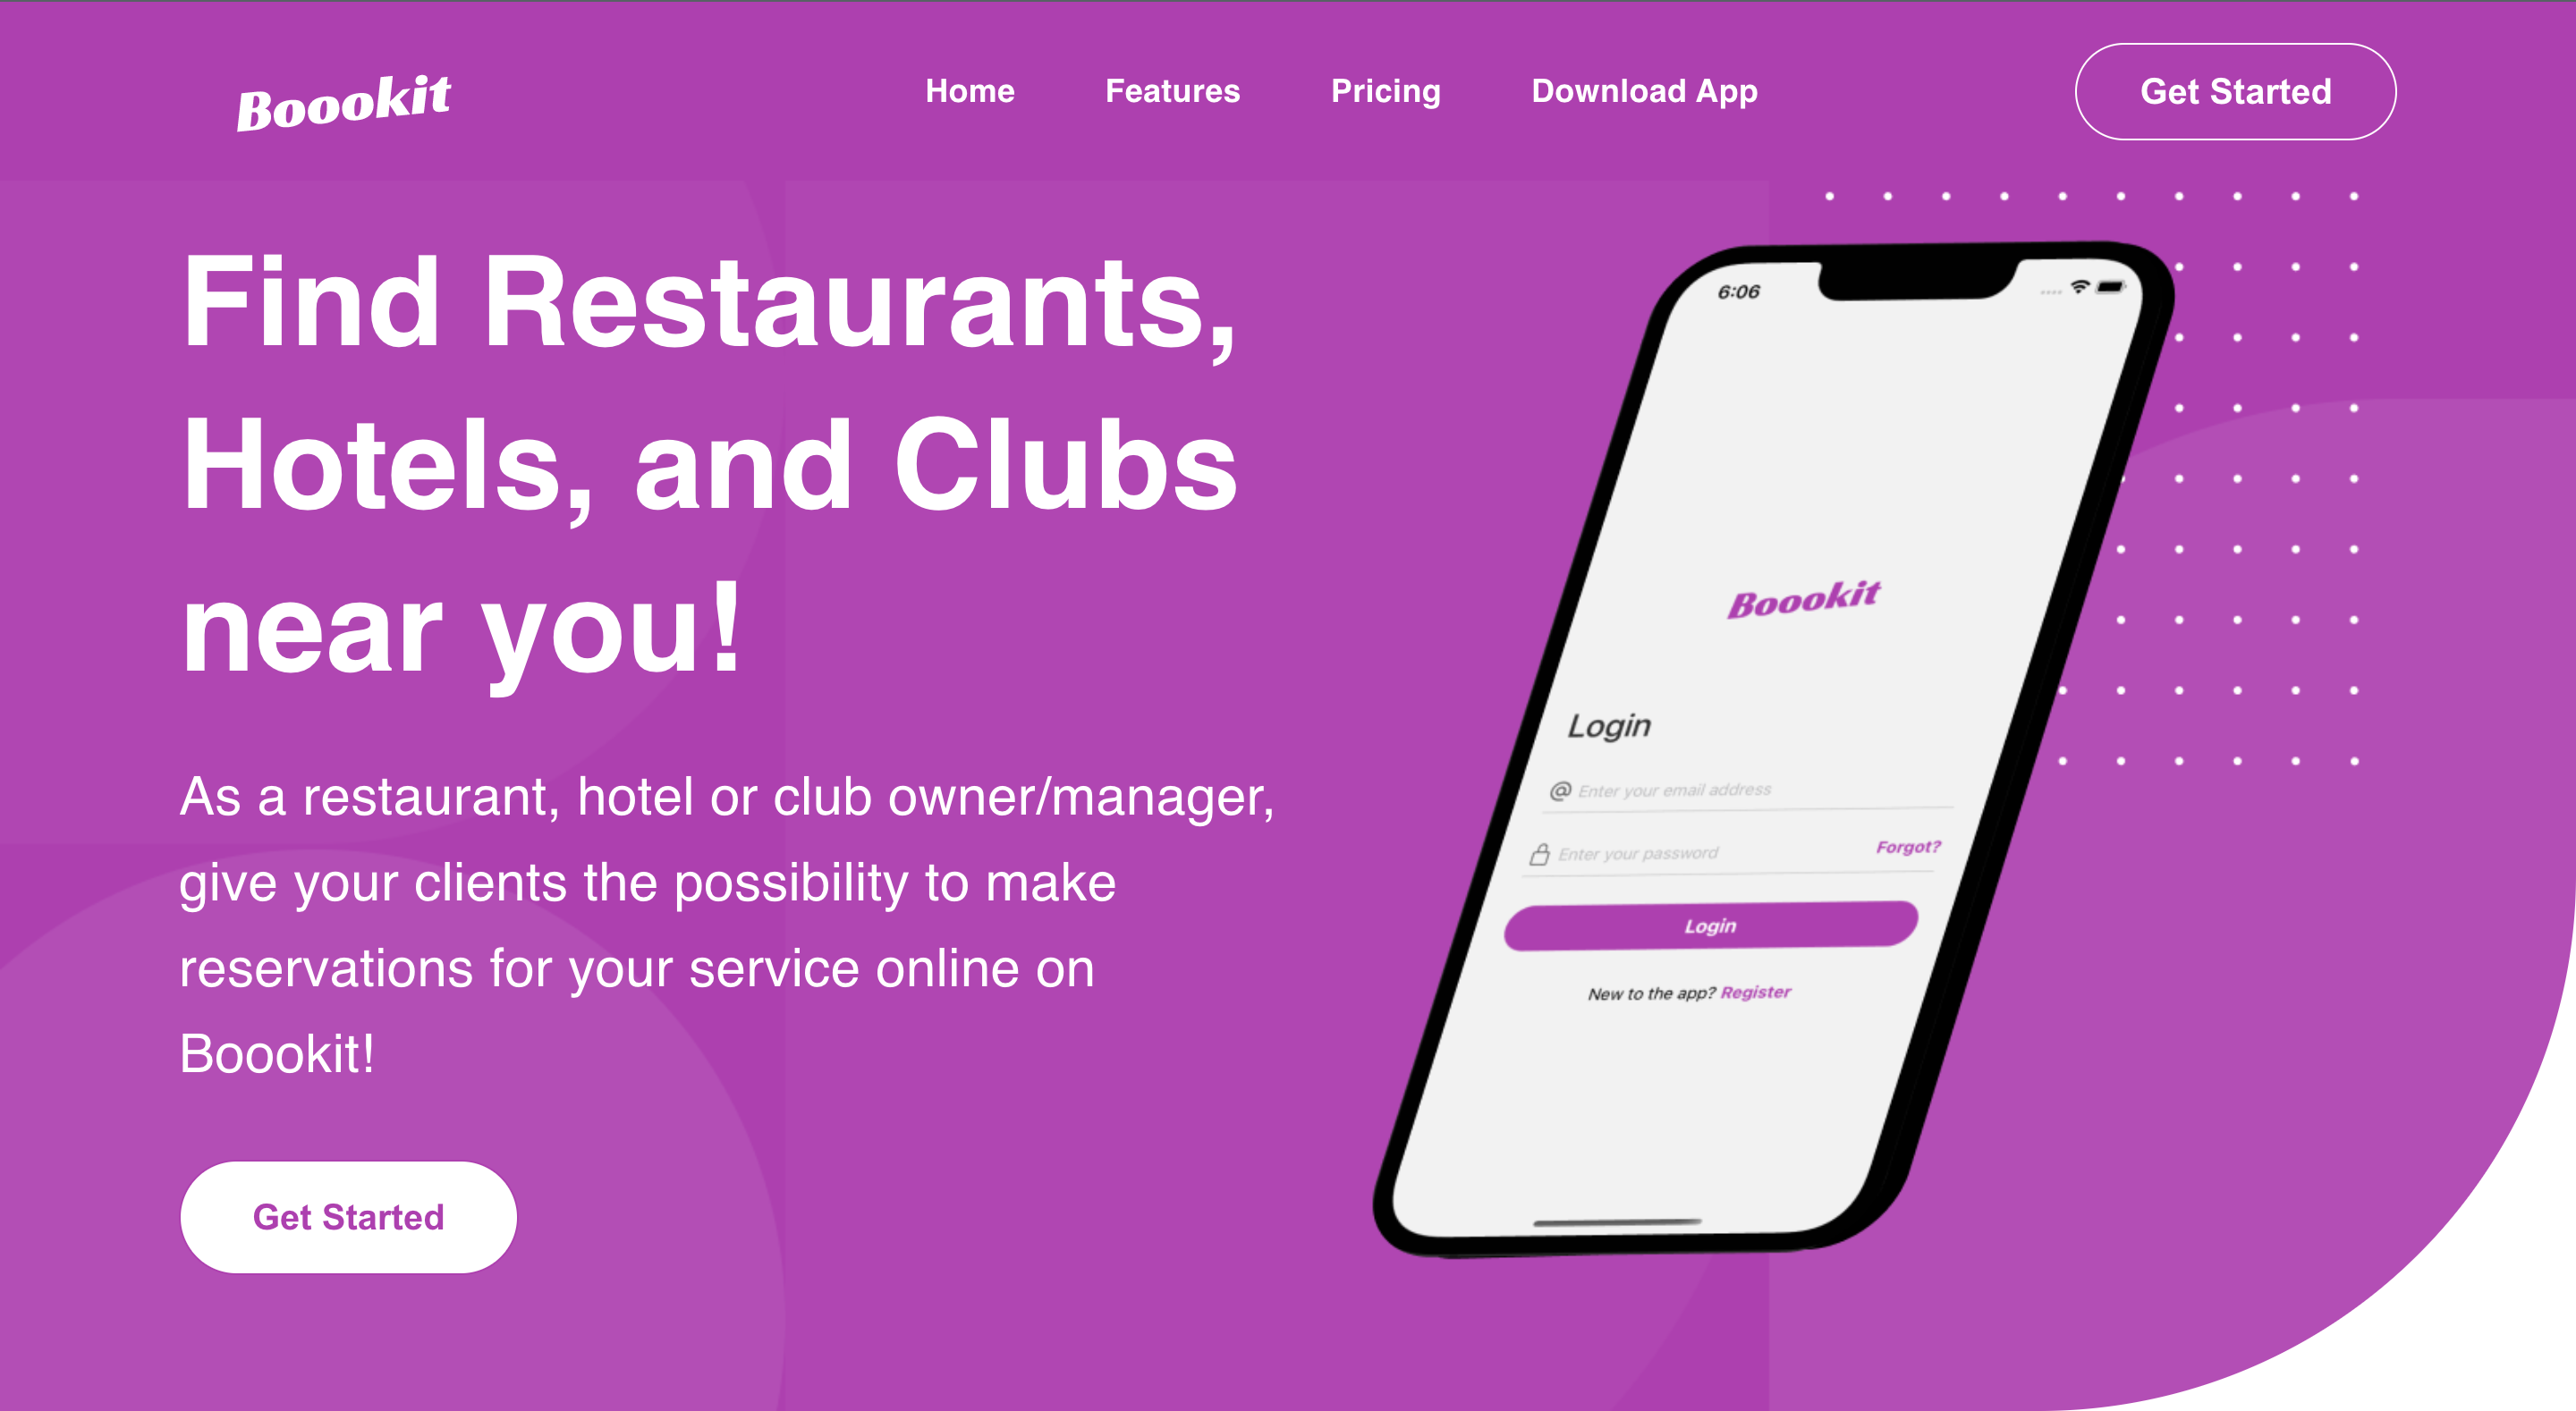 Boookit
Home Features Pricing Download App
Get Started
Find Restaurants,
Hotels, and Clubs
near you!
As a restaurant, hotel or club owner/manager,
give your clients the possibility to make
reservations for your service online on
Boookit!
Get Started
6:06
Boookit
Login
@ Enter your email address
Enter your password Forgot?
Login
New to the app? Register